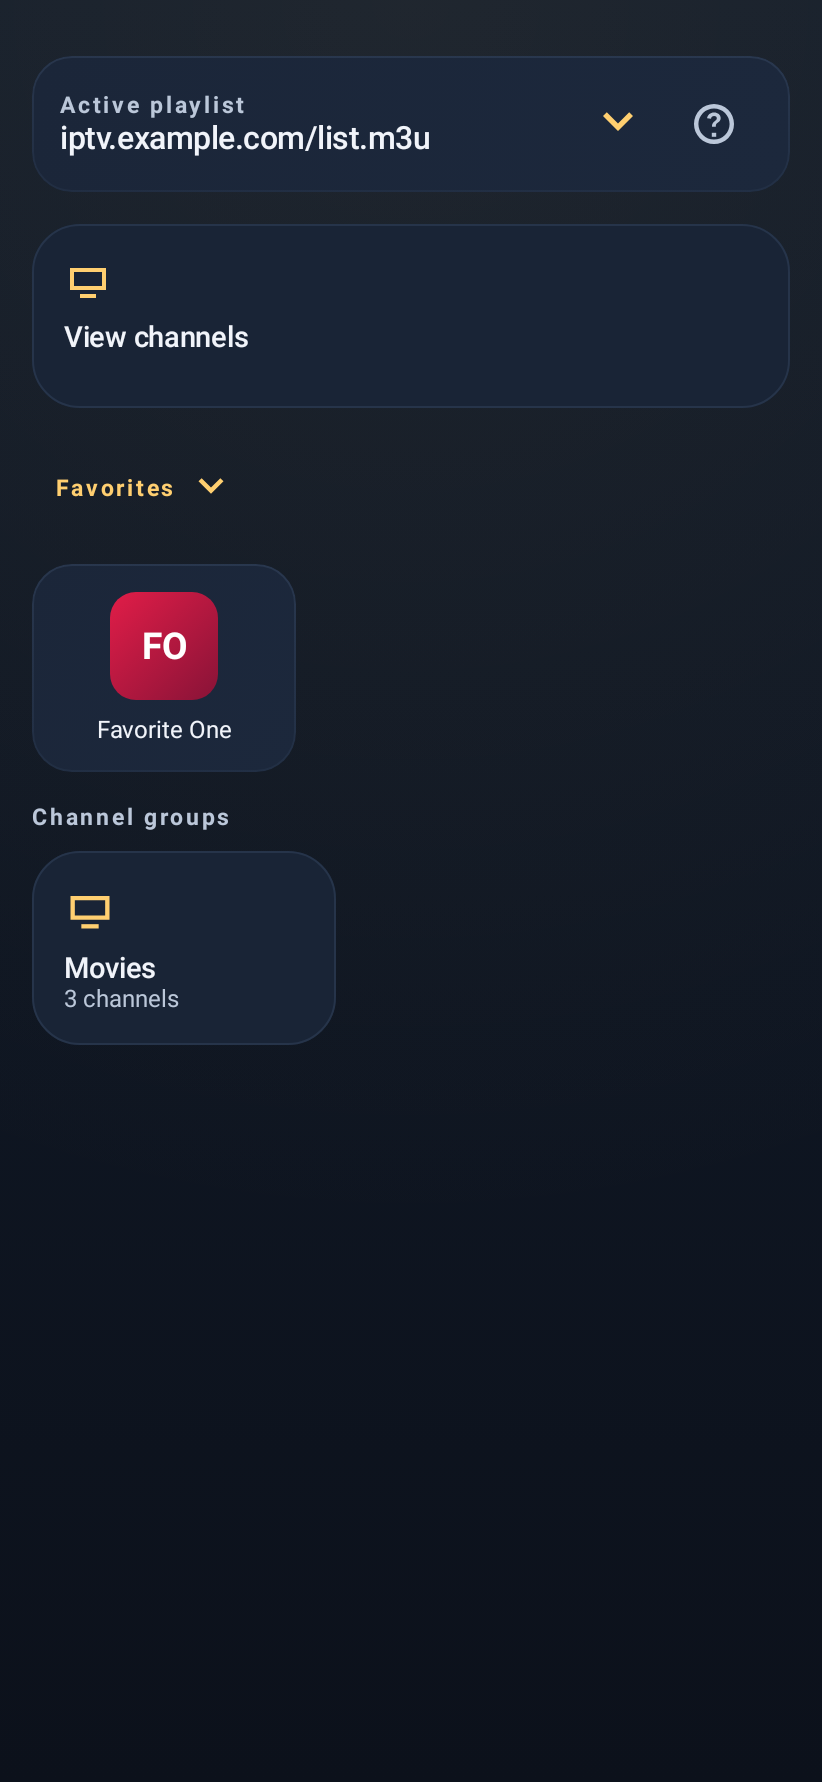 Active playlist
iptv.example.com/list.m3u
View channels
Favorites
FO
Favorite One
Channel groups
Movies
3 channels